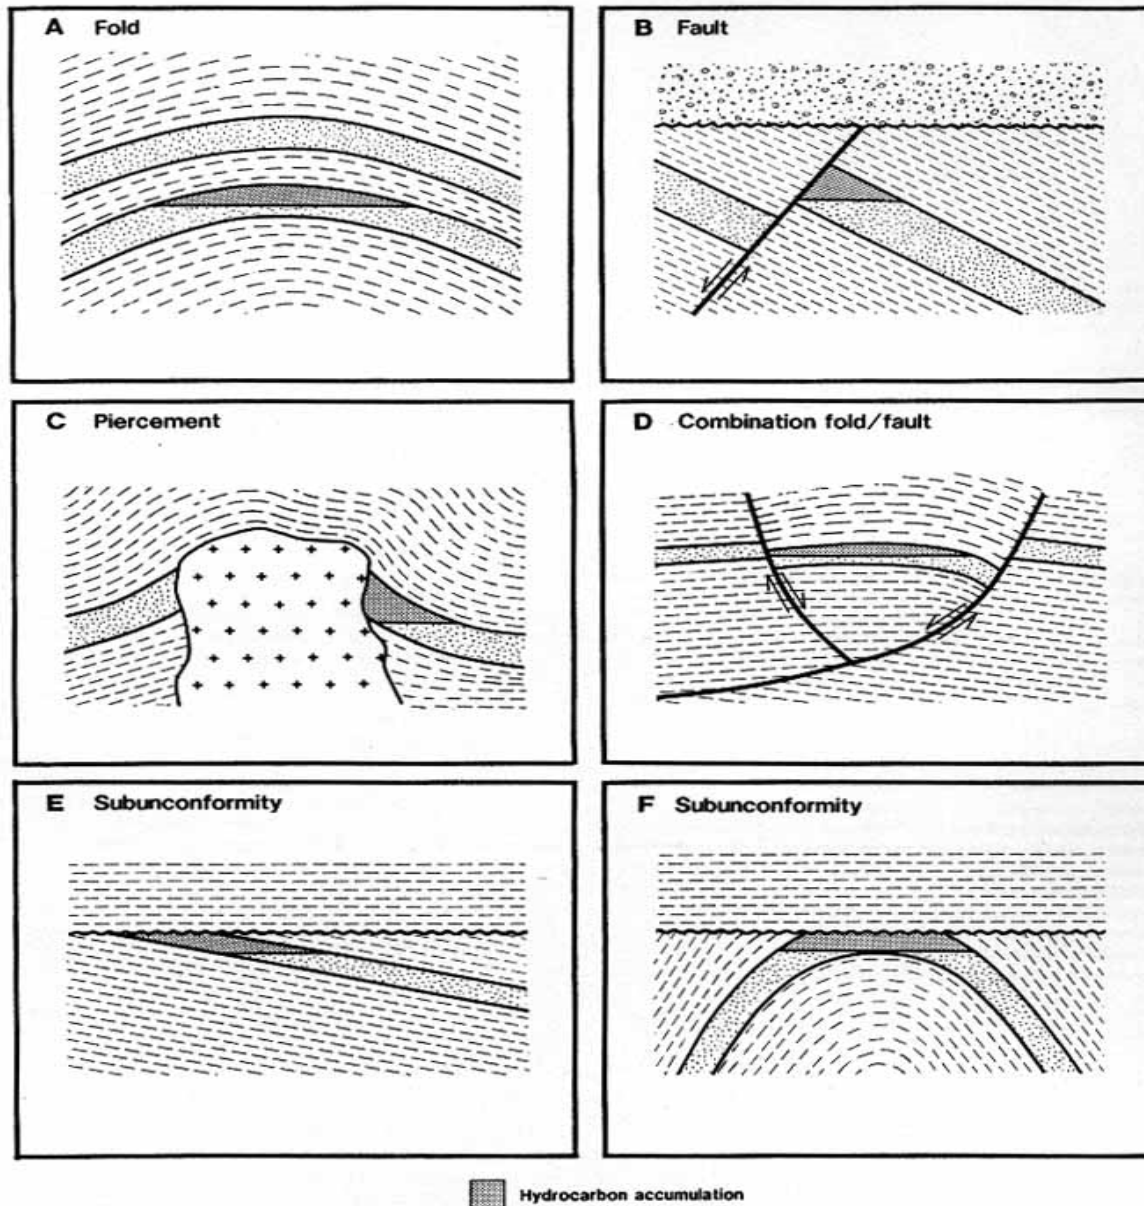 A Fold
B Fault
C Piercement
D Combination fold/fault
E Subunconformity
F Subunconformity
Hydrocarbon accumulation